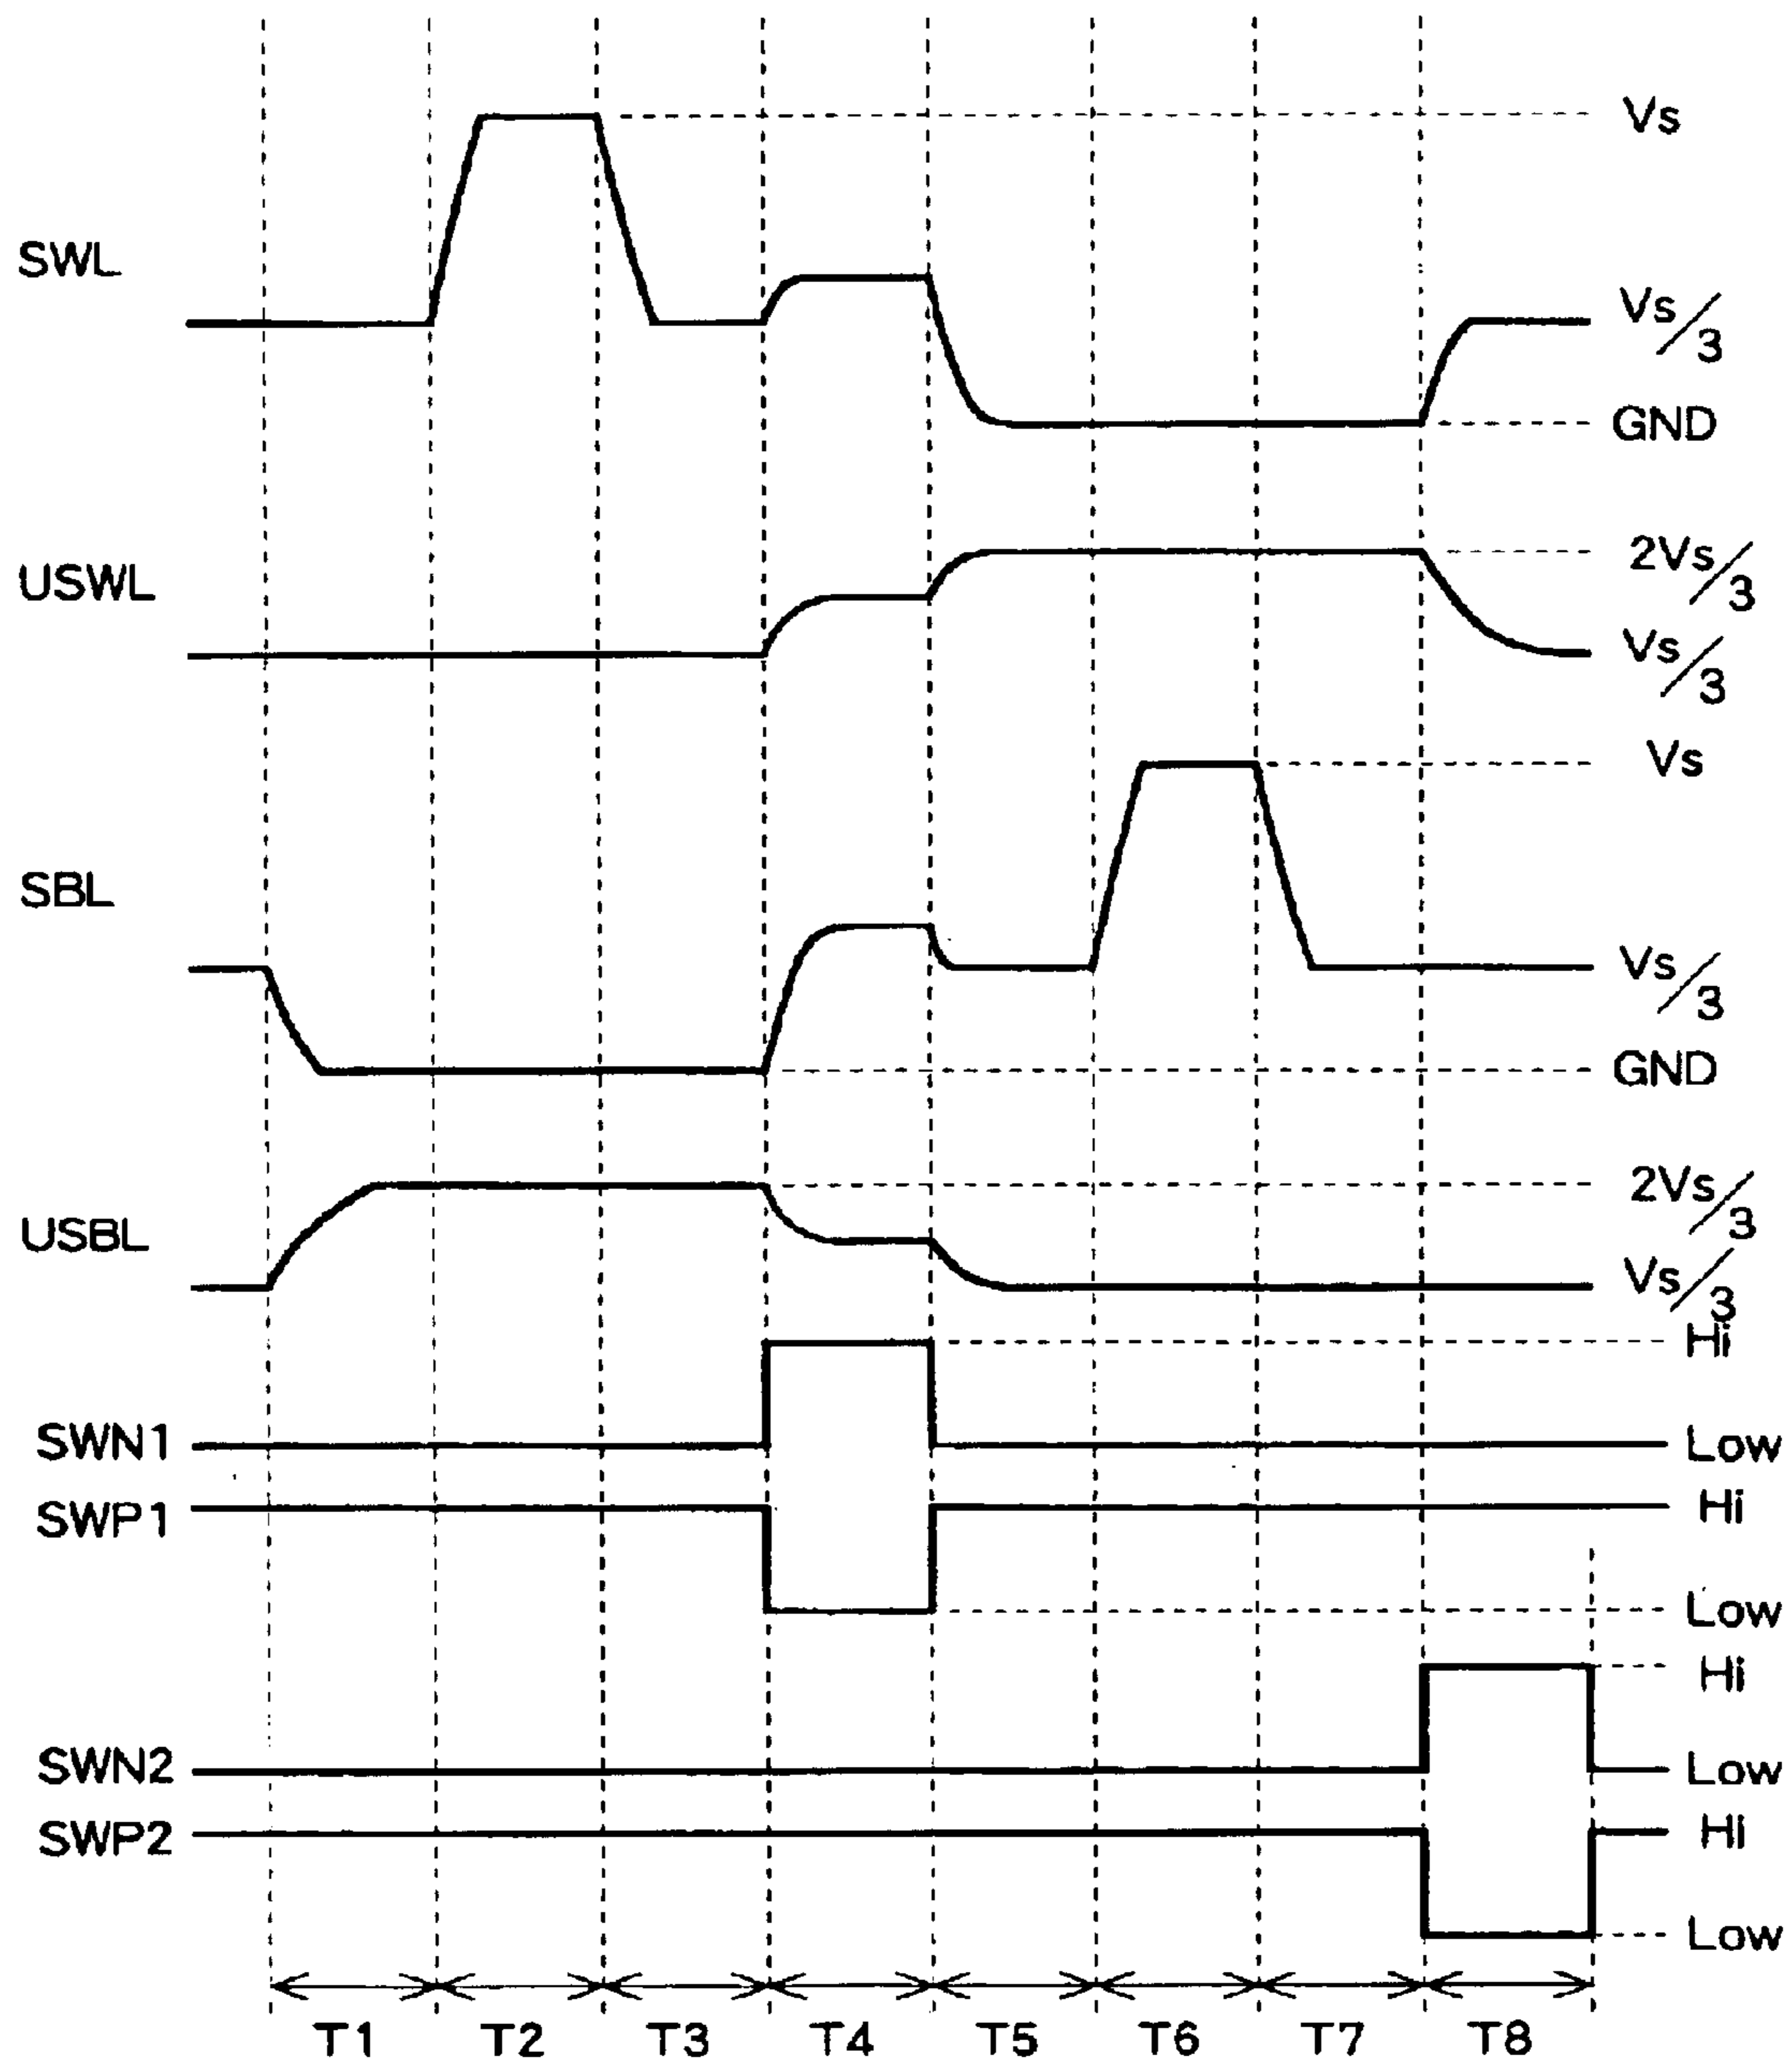 Vs
SWL
Vs/3
GND
2Vs/3
USWL
Vs/3
Vs
SBL
Vs/3
GND
2Vs/3
USBL
Vs/3
Hi
SWN1
Low
SWP1
Hi
Low
Hi
SWN2
Low
SWP2
Hi
Low
T1 T2 T3 T4 T5 T6 T7 T8